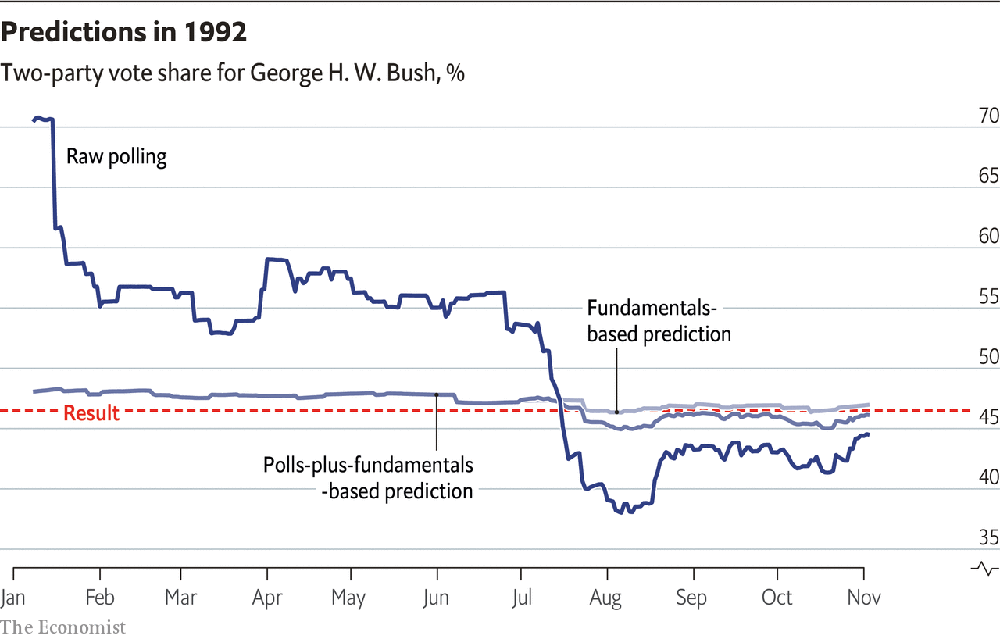 Predictions in 1992
Two-party vote share for George H. W. Bush, %
70
Raw polling
65
60
55
Fundamentals-
based prediction
50
Result
45
Polls-plus-fundamentals
-based prediction
40
35
Jan Feb Mar Apr May Jun Jul Aug Sep Oct Nov
The Economist